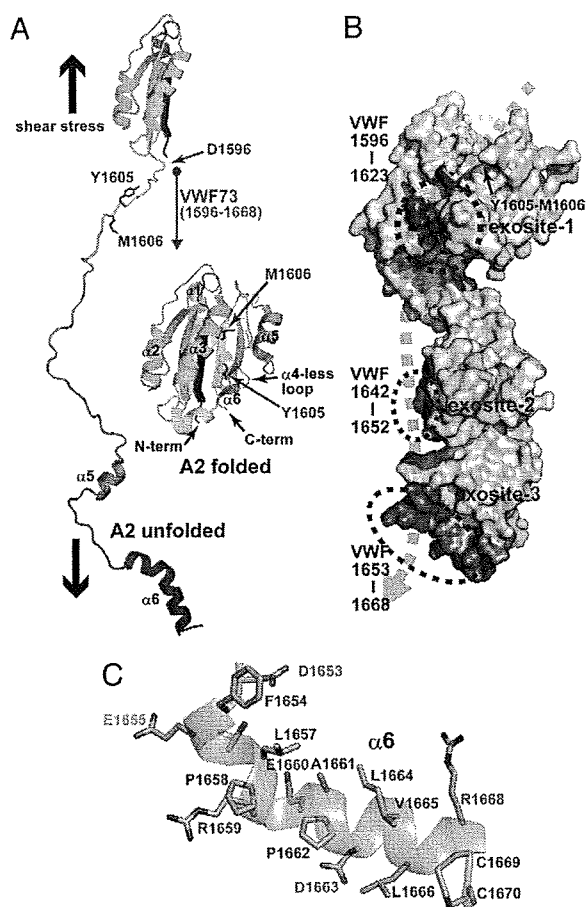 A
shear stress
D1596
Y1605
VWF73
(1596-1668)
M1606
M1606
α1
α2
α3
α5
α4-less
loop
α6
Y1605
N-term
C-term
A2 folded
α5
A2 unfolded
α6
B
VWF
1596
1623
Y1605-M1606
exosite-1
VWF
1642
1652
exosite-2
exosite-3
VWF
1653
1668
C
D1653
F1654
E1655
L1657
α6
E1660
A1661
L1664
P1658
V1665
R1668
R1659
P1662
C1669
D1663
L1666
C1670